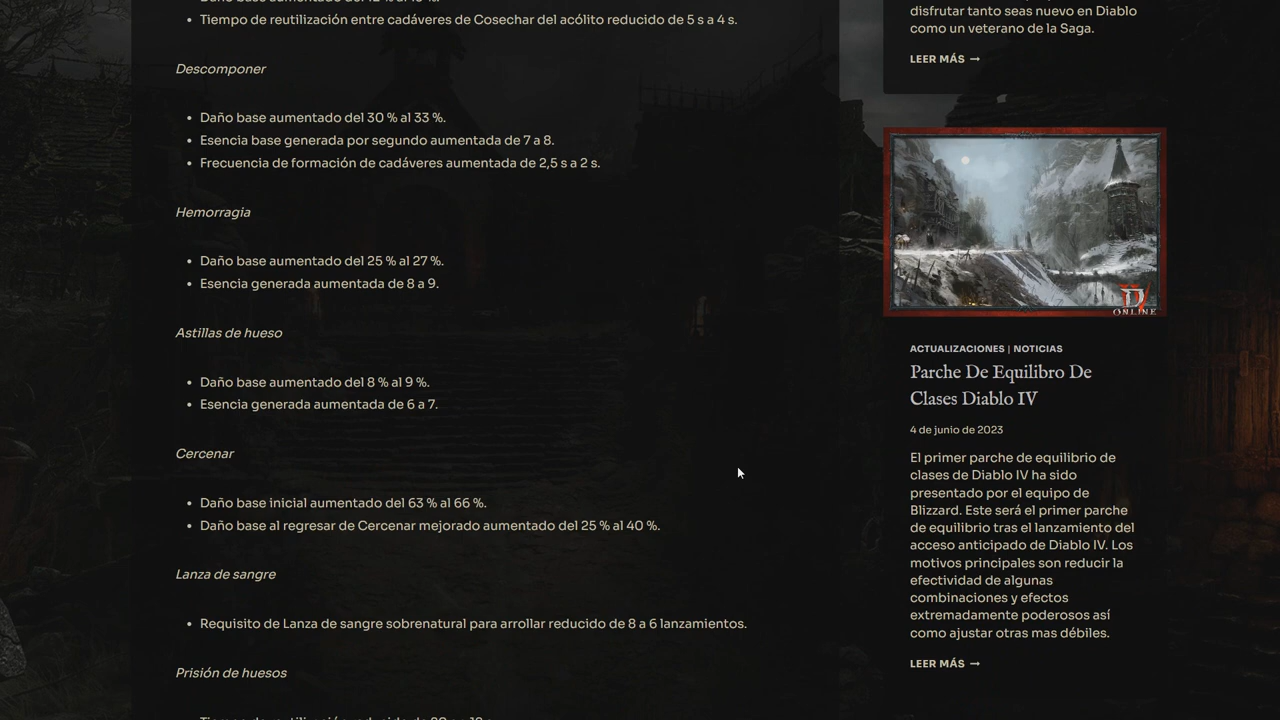 Tiempo de reutilización entre cadáveres de Cosechar del acólito reducido de 5 s a 4 s.
Descomponer
Daño base aumentado del 30 % al 33 %.
Esencia base generada por segundo aumentada de 7 a 8.
Frecuencia de formación de cadáveres aumentada de 2,5 s a 2 s.
Hemorragia
Daño base aumentado del 25 % al 27 %.
Esencia generada aumentada de 8 a 9.
Astillas de hueso
Daño base aumentado del 8 % al 9 %.
Esencia generada aumentada de 6 a 7.
Cercenar
Daño base inicial aumentado del 63 % al 66 %.
Daño base al regresar de Cercenar mejorado aumentado del 25 % al 40 %.
Lanza de sangre
Requisito de Lanza de sangre sobrenatural para arrollar reducido de 8 a 6 lanzamientos.
Prisión de huesos
disfrutar tanto seas nuevo en Diablo
como un veterano de la Saga.
LEER MÁS →
IV
ONLINE
ACTUALIZACIONES | NOTICIAS
Parche De Equilibro De
Clases Diablo IV
4 de junio de 2023
El primer parche de equilibrio de
clases de Diablo IV ha sido
presentado por el equipo de
Blizzard. Este será el primer parche
de equilibrio tras el lanzamiento del
acceso anticipado de Diablo IV. Los
motivos principales son reducir la
efectividad de algunas
combinaciones y efectos
extremadamente poderosos así
como ajustar otras mas débiles.
LEER MÁS →